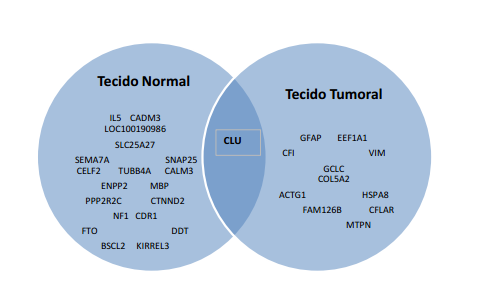 Tecido Normal
IL5 CADM3
LOC100190986
SLC25A27
SEMA7A SNAP25
CELF2 TUBB4A CALM3
ENPP2 MBP
PPP2R2C CTNND2
NF1 CDR1
FTO DDT
BSCL2 KIRREL3
CLU
Tecido Tumoral
GFAP EEF1A1
CFI VIM
GCLC
COL5A2
ACTG1 HSPA8
FAM126B CFLAR
MTPN